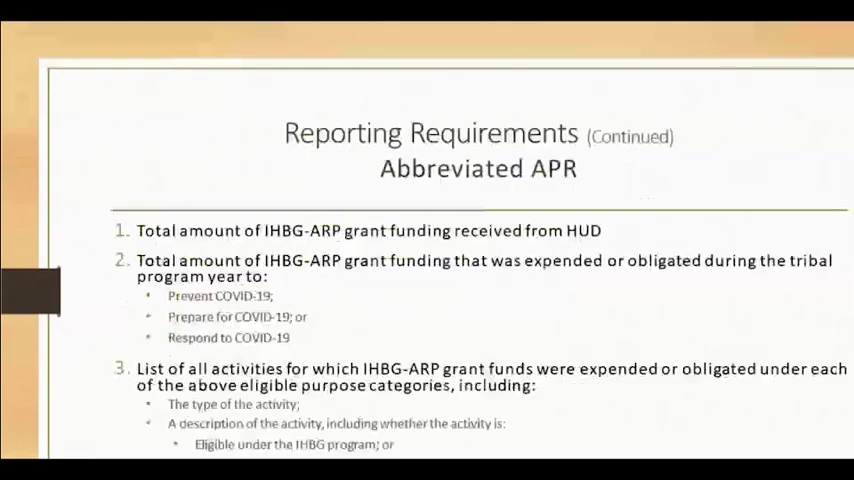 Reporting Requirements (Continued)
Abbreviated APR
1. Total amount of IHBG-ARP grant funding received from HUD
2. Total amount of IHBG-ARP grant funding that was expended or obligated during the tribal
program year to:
• Prevent COVID-19;
• Prepare for COVID-19; or
• Respond to COVID-19
3. List of all activities for which IHBG-ARP grant funds were expended or obligated under each
of the above eligible purpose categories, including:
• The type of the activity;
• A description of the activity, including whether the activity is:
• Eligible under the IHBG program; or